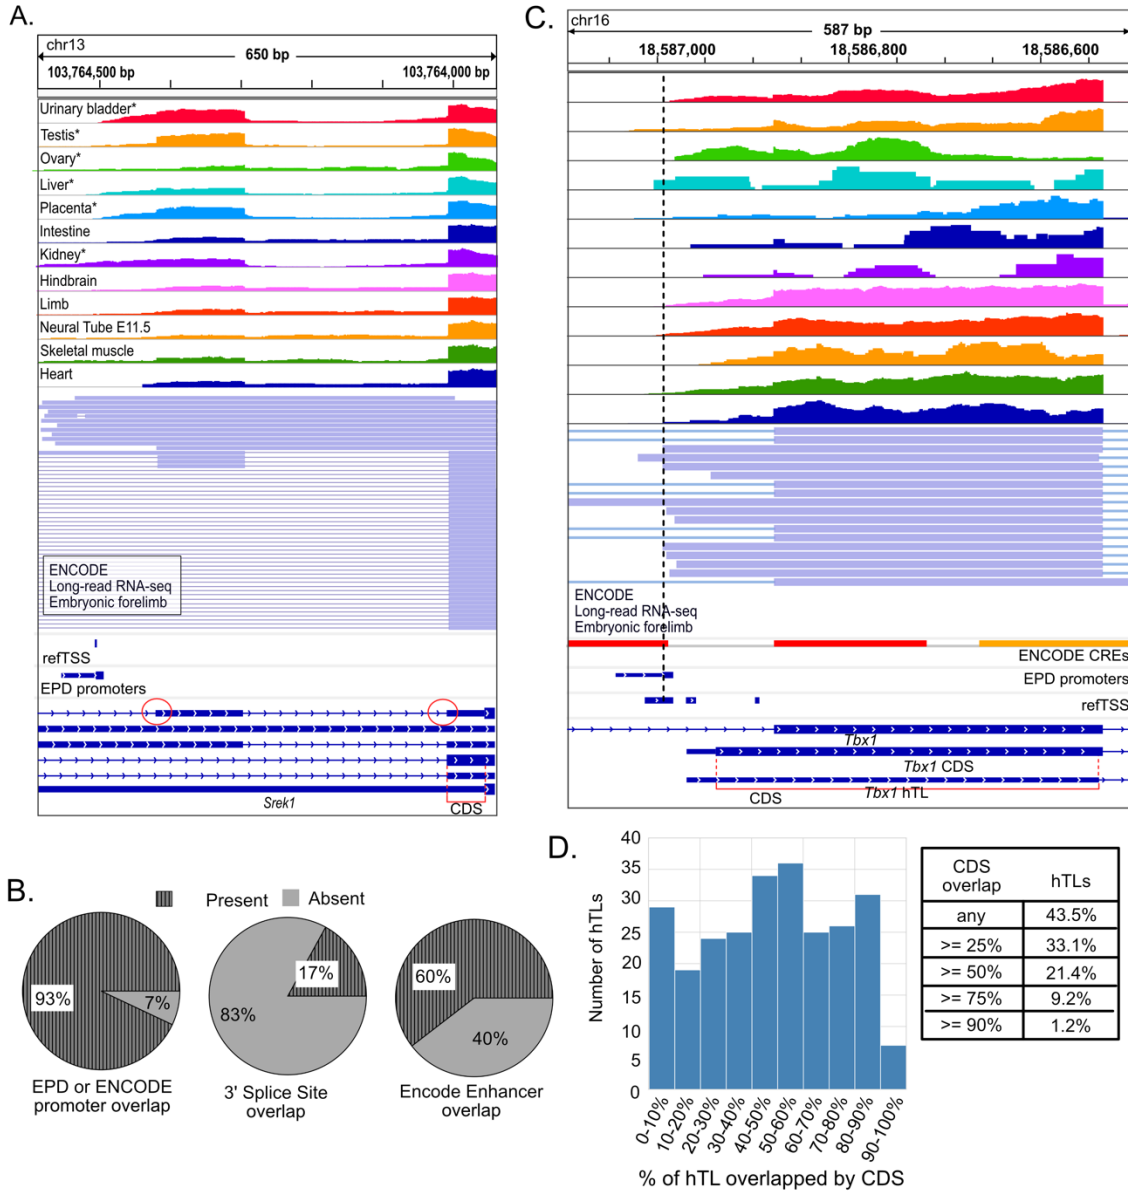 A.
chr13
650 bp
103,764,500 bp
103,764,000 bp
Urinary bladder*
Testis*
Ovary*
Liver*
Placenta*
Intestine
Kidney*
Hindbrain
Limb
Neural Tube E11.5
Skeletal muscle
Heart
ENCODE
Long-read RNA-seq
Embryonic forelimb
refTSS
EPD promoters
Srek1
CDS
C.
chr16
587 bp
18,587,000
18,586,800
18,586,600
ENCODE
Long-read RNA-seq
Embryonic forelimb
ENCODE CREs
EPD promoters
refTSS
Tbx1
Tbx1 CDS
CDS
Tbx1 hTL
B.
Present
Absent
93%
7%
EPD or ENCODE
promoter overlap
17%
83%
3' Splice Site
overlap
60%
40%
Encode Enhancer
overlap
D.
Number of hTLs
40
35
30
25
20
15
10
5
0
0-10%
10-20%
20-30%
30-40%
40-50%
50-60%
60-70%
70-80%
80-90%
90-100%
% of hTL overlapped by CDS
CDS overlap
hTLs
any 43.5%
>= 25% 33.1%
>= 50% 21.4%
>= 75% 9.2%
>= 90% 1.2%